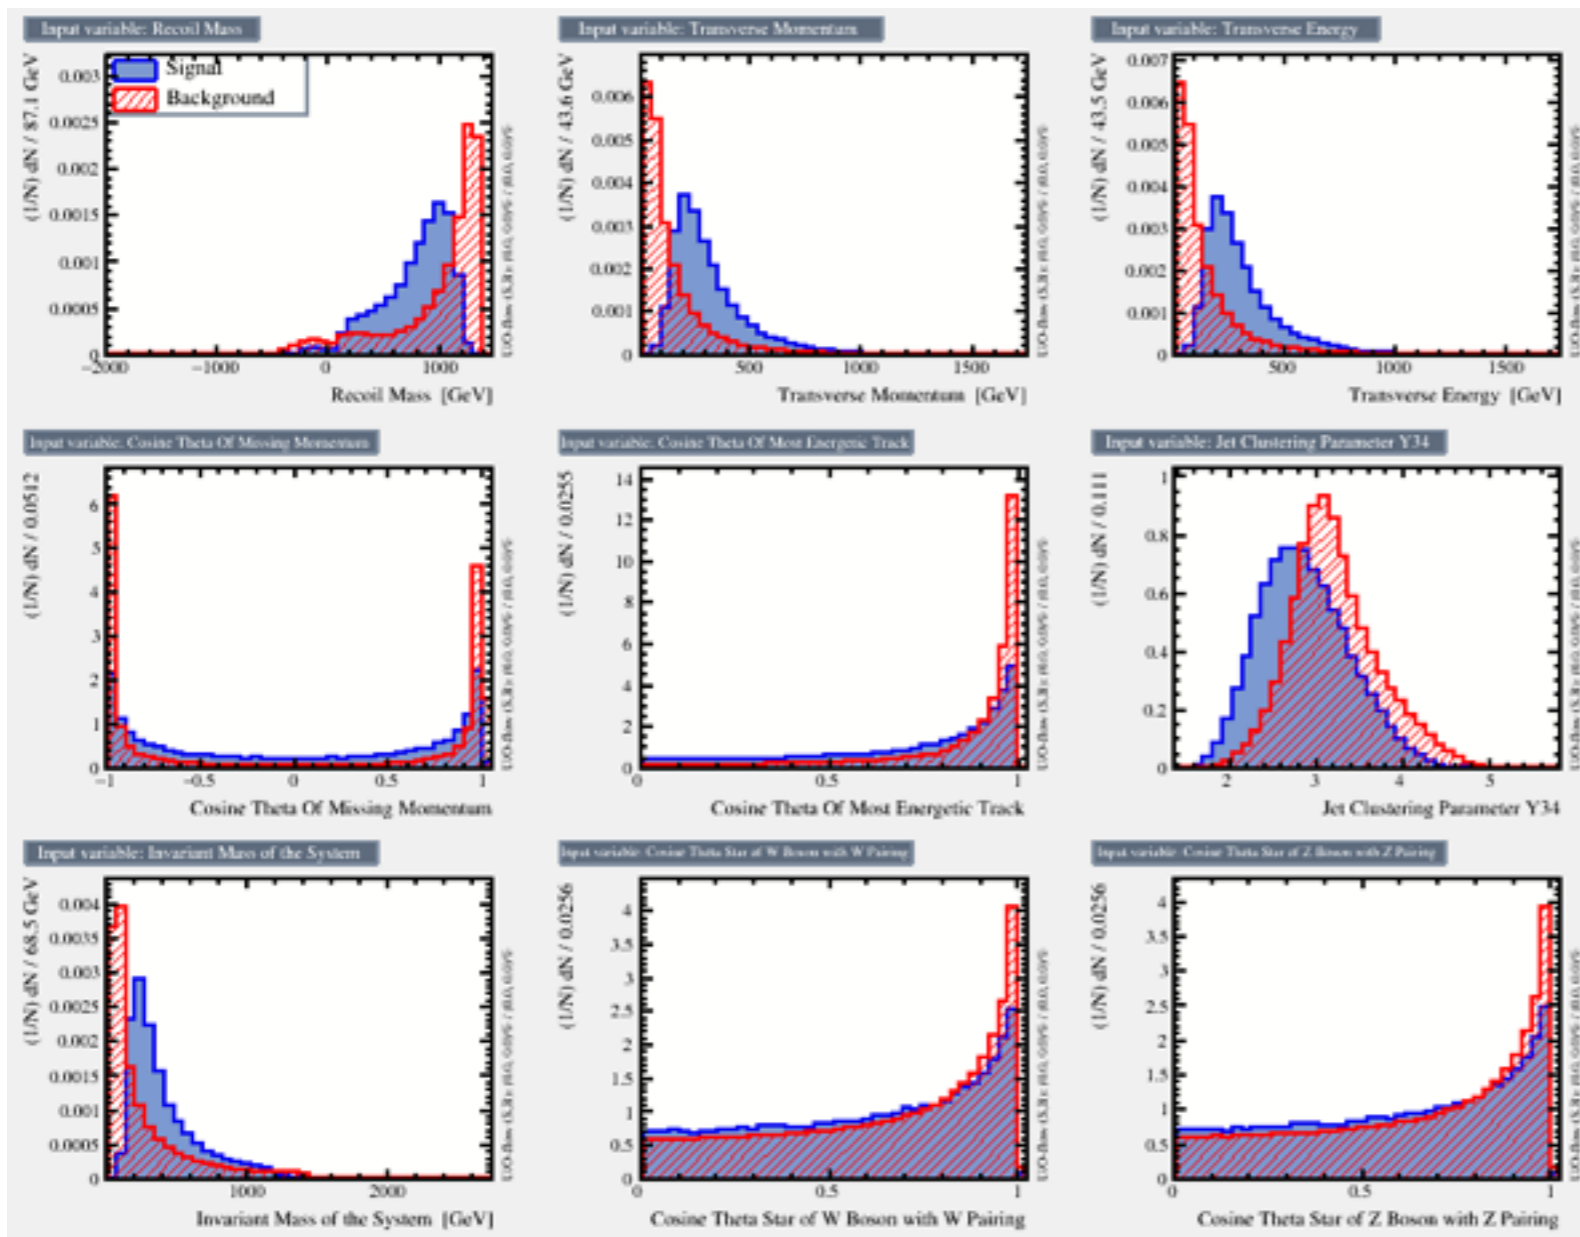 Input variable: Recoil Mass
(1/N) dN / 87.1 GeV
0.003
0.0025
0.002
0.0015
0.001
0.0005
0
Signal
Background
−2000 −1000 0 1000
Recoil Mass [GeV]
Input variable: Transverse Momentum
(1/N) dN / 43.6 GeV
0.006
0.005
0.004
0.003
0.002
0.001
0
500 1000 1500
Transverse Momentum [GeV]
Input variable: Transverse Energy
(1/N) dN / 43.5 GeV
0.007
0.006
0.005
0.004
0.003
0.002
0.001
0
500 1000 1500
Transverse Energy [GeV]
Input variable: Cosine Theta Of Missing Momentum
(1/N) dN / 0.0512
6
5
4
3
2
1
0
−1 −0.5 0 0.5 1
Cosine Theta Of Missing Momentum
Input variable: Cosine Theta Of Most Energetic Track
(1/N) dN / 0.0255
14
12
10
8
6
4
2
0
0 0.5 1
Cosine Theta Of Most Energetic Track
Input variable: Jet Clustering Parameter Y34
(1/N) dN / 0.111
1
0.8
0.6
0.4
0.2
0
2 3 4 5
Jet Clustering Parameter Y34
Input variable: Invariant Mass of the System
(1/N) dN / 68.5 GeV
0.004
0.0035
0.003
0.0025
0.002
0.0015
0.001
0.0005
0
1000 2000
Invariant Mass of the System [GeV]
Input variable: Cosine Theta Star of W Boson with W Pairing
(1/N) dN / 0.0256
4
3.5
3
2.5
2
1.5
1
0.5
0
0 0.5 1
Cosine Theta Star of W Boson with W Pairing
Input variable: Cosine Theta Star of Z Boson with Z Pairing
(1/N) dN / 0.0256
4
3.5
3
2.5
2
1.5
1
0.5
0
0 0.5 1
Cosine Theta Star of Z Boson with Z Pairing